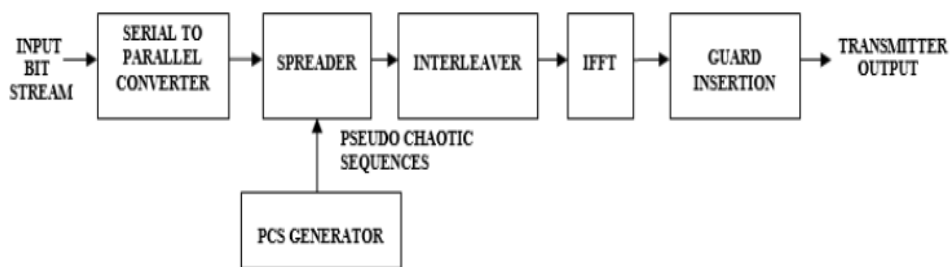 INPUT
BIT
STREAM
SERIAL TO
PARALLEL
CONVERTER
SPREADER
INTERLEAVER
IFFT
GUARD
INSERTION
TRANSMITTER
OUTPUT
PSEUDO CHAOTIC
SEQUENCES
PCS GENERATOR